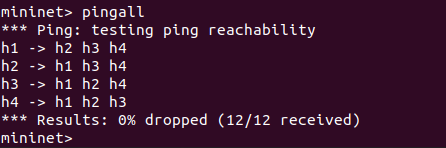 mininet> pingall
*** Ping: testing ping reachability
h1 -> h2 h3 h4
h2 -> h1 h3 h4
h3 -> h1 h2 h4
h4 -> h1 h2 h3
*** Results: 0% dropped (12/12 received)
mininet>